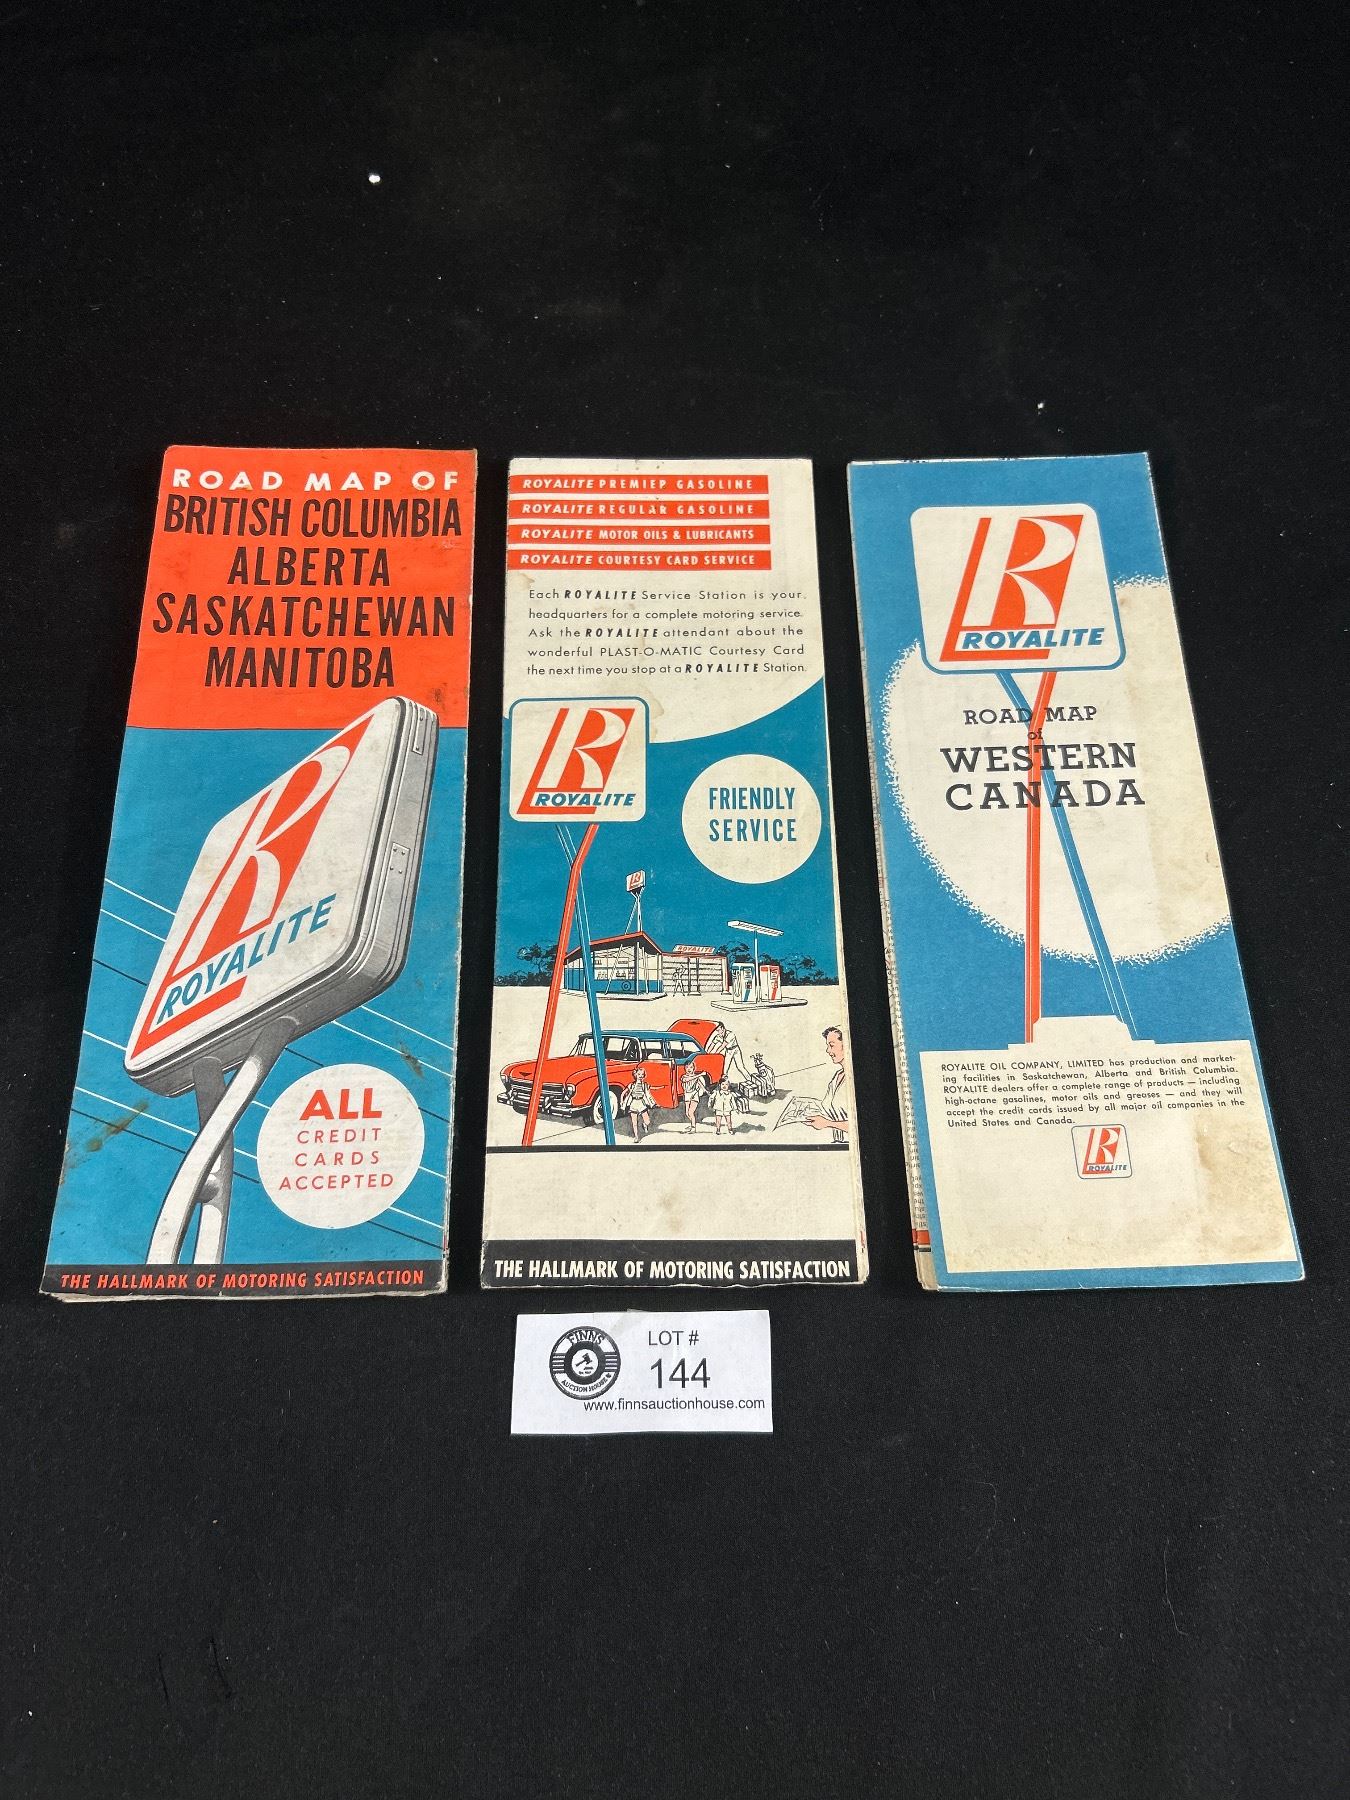 ROAD MAP OF
BRITISH COLUMBIA
ALBERTA
SASKATCHEWAN
MANITOBA
R
ROYALITE
ALL
CREDIT
CARDS
ACCEPTED
THE HALLMARK OF MOTORING SATISFACTION
ROYALITE PREMIER GASOLINE
ROYALITE REGULAR GASOLINE
ROYALITE MOTOR OILS & LUBRICANTS
ROYALITE COURTESY CARD SERVICE
Each ROYALITE Service Station is your
headquarters for a complete motoring service.
Ask the ROYALITE attendant about the
wonderful PLAST-O-MATIC Courtesy Card
the next time you stop at a ROYALITE Station.
R
ROYALITE
FRIENDLY
SERVICE
R
ROYALITE
THE HALLMARK OF MOTORING SATISFACTION
R
ROYALITE
ROAD MAP
of
WESTERN
CANADA
ROYALITE OIL COMPANY, LIMITED has production and market-
ing facilities in Saskatchewan, Alberta and British Columbia.
ROYALITE dealers offer a complete range of products — including
high-octane gasolines, motor oils and greases — and they will
accept the credit cards issued by all major oil companies in the
United States and Canada.
R
ROYALITE
FINNS
AUCTION HOUSE
LOT #
144
www.finnsauctionhouse.com